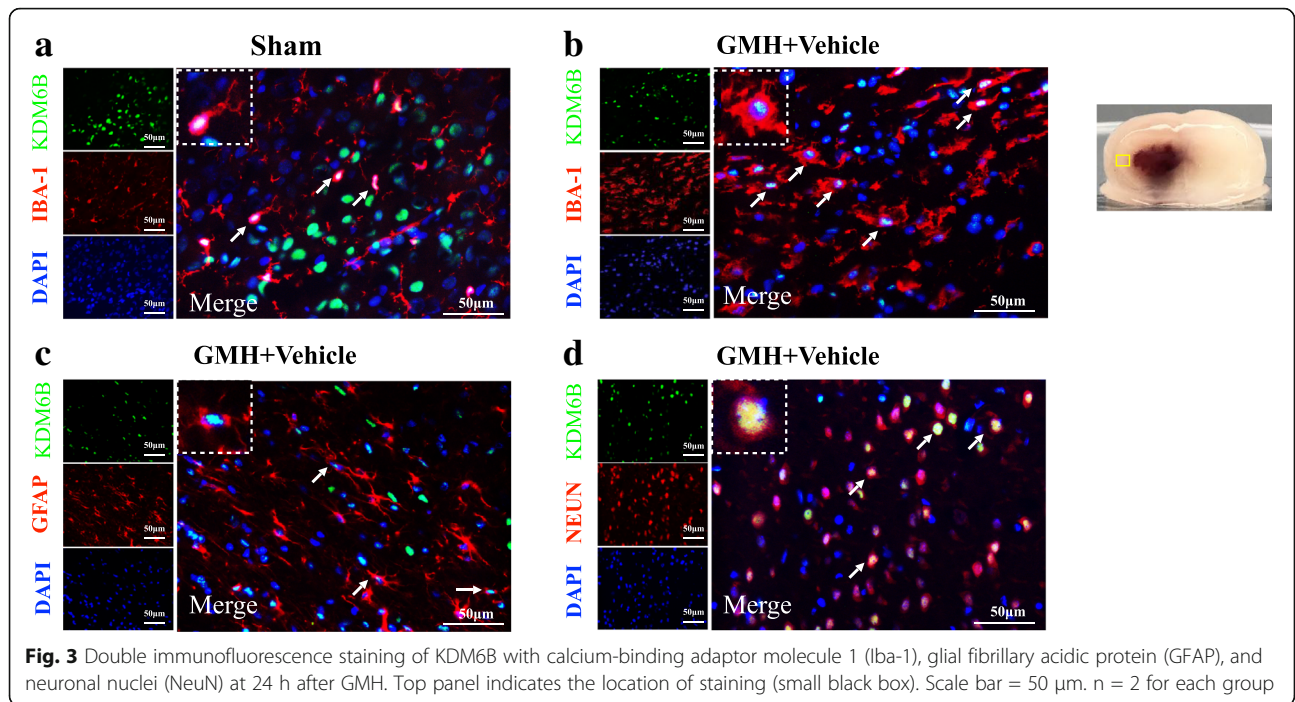 a
Sham
KDM6B
50μm
IBA-1
50μm
DAPI
50μm
Merge
50μm
b
GMH+Vehicle
KDM6B
50μm
IBA-1
50μm
DAPI
50μm
Merge
50μm
c
GMH+Vehicle
KDM6B
50μm
GFAP
50μm
DAPI
50μm
Merge
50μm
d
GMH+Vehicle
KDM6B
50μm
NEUN
50μm
DAPI
50μm
Merge
50μm
Fig. 3 Double immunofluorescence staining of KDM6B with calcium-binding adaptor molecule 1 (Iba-1), glial fibrillary acidic protein (GFAP), and
neuronal nuclei (NeuN) at 24 h after GMH. Top panel indicates the location of staining (small black box). Scale bar = 50 μm. n = 2 for each group